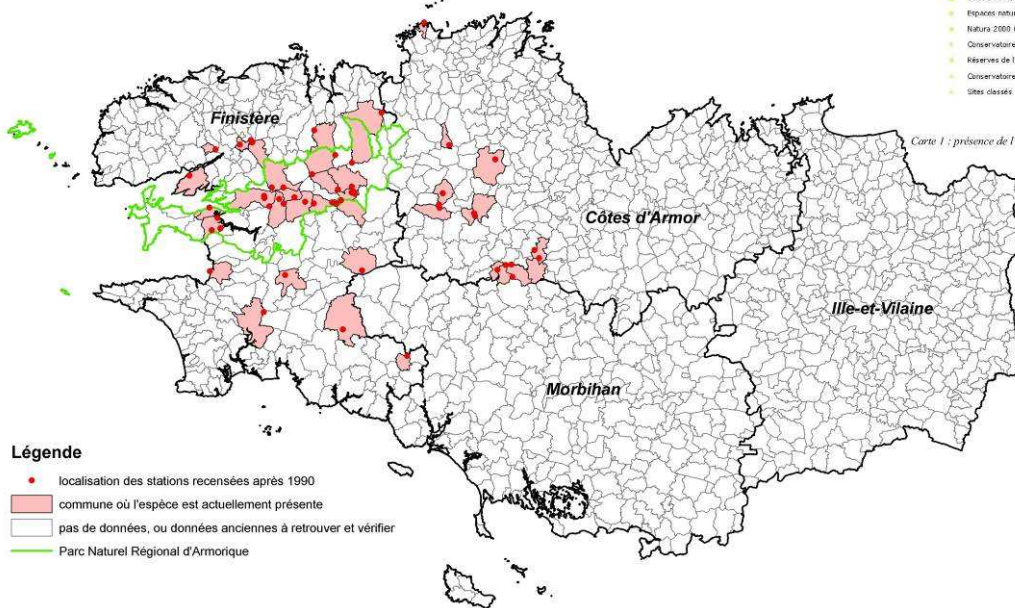 Espaces natu
Natura 2000
Conservatoire
Réserves de l
Conservatoire
Sites classés
Carte 1 : présence de l
Finistère
Côtes d'Armor
Ille-et-Vilaine
Morbihan
Légende
localisation des stations recensées après 1990
commune où l'espèce est actuellement présente
pas de données, ou données anciennes à retrouver et vérifier
Parc Naturel Régional d'Armorique